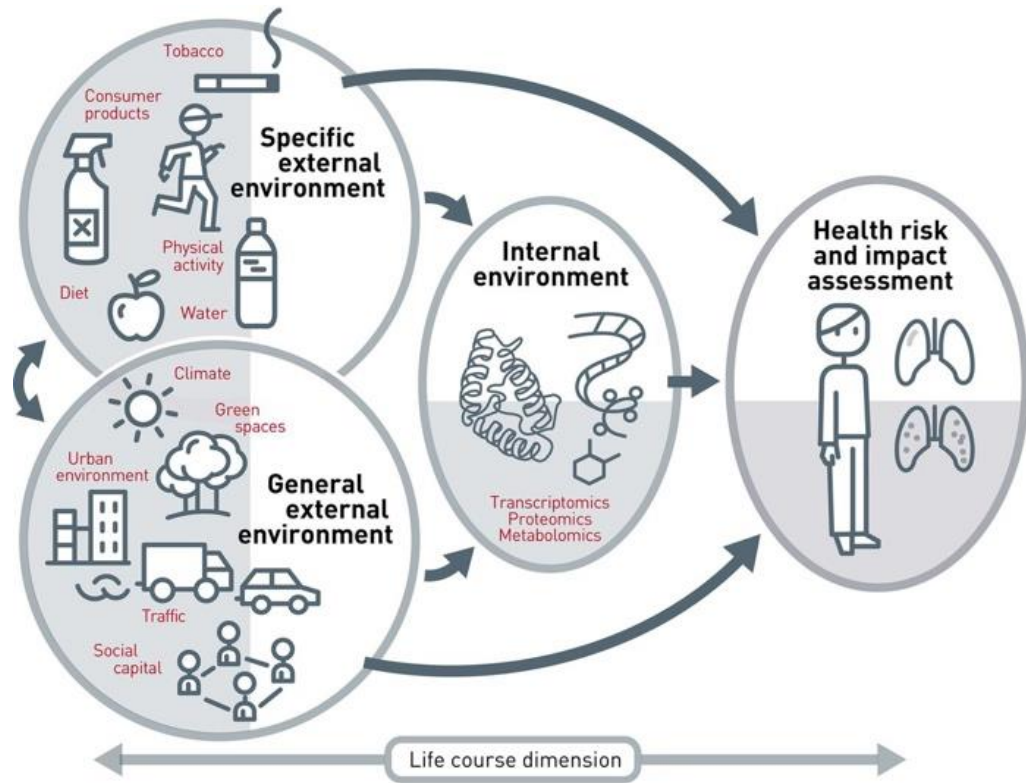 Tobacco
Consumer
products
Specific
external
environment
Physical
activity
Diet
Water
Climate
Green
spaces
Urban
environment
General
external
environment
Traffic
Social
capital
Internal
environment
Transcriptomics
Proteomics
Metabolomics
Health risk
and impact
assessment
Life course dimension